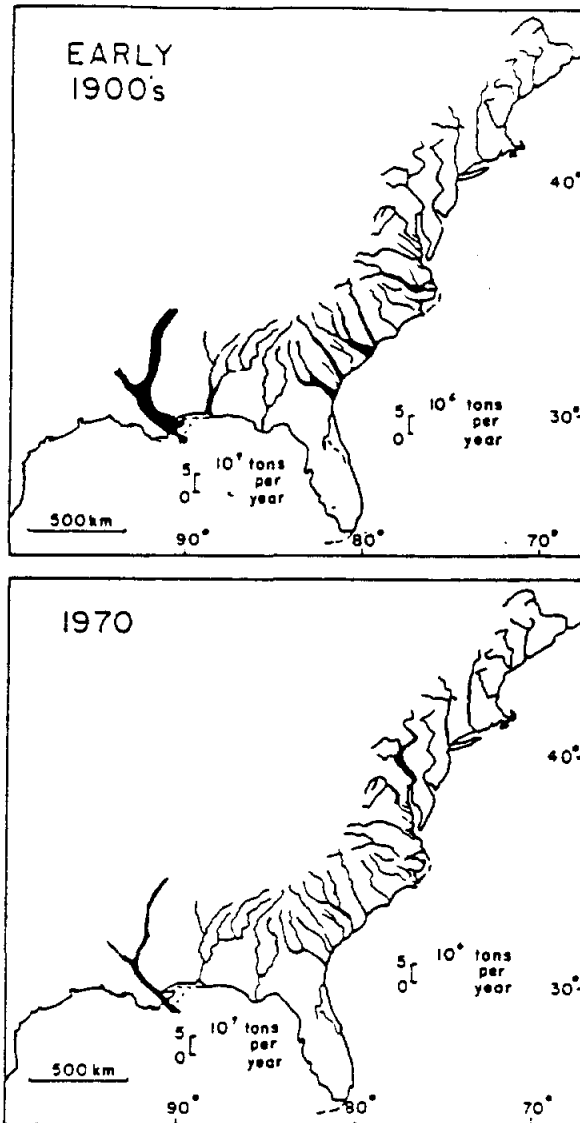 EARLY
1900's
40°
30°
5 10⁶ tons
per
0 year
5 10⁷ tons
per
0 year
500 km
90°
80°
70°
1970
40°
30°
5 10⁶ tons
per
0 year
5 10⁷ tons
per
0 year
500 km
90°
80°
70°